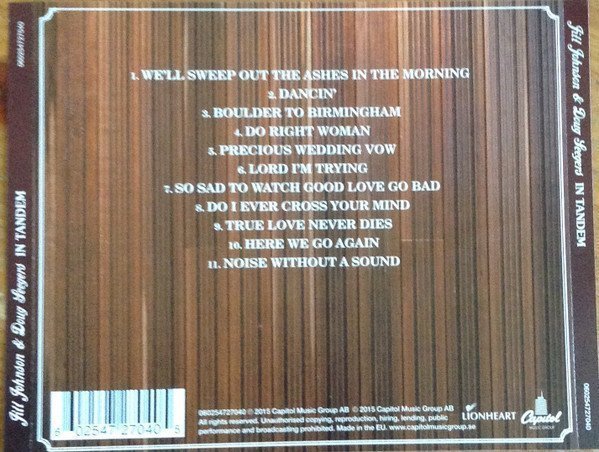 1. WE'LL SWEEP OUT THE ASHES IN THE MORNING
2. DANCIN'
3. BOULDER TO BIRMINGHAM
4. DO RIGHT WOMAN
5. PRECIOUS WEDDING VOW
6. LORD I'M TRYING
7. SO SAD TO WATCH GOOD LOVE GO BAD
8. DO I EVER CROSS YOUR MIND
9. TRUE LOVE NEVER DIES
10. HERE WE GO AGAIN
11. NOISE WITHOUT A SOUND
0602547270405
Jill Johnson & Doug Seegers IN TANDEM
Jill Johnson & Doug Seegers IN TANDEM
060254727040
6 02547 27040 5
060254727040 ℗ 2015 Capitol Music Group AB © 2015 Capitol Music Group AB
All rights reserved. Unauthorised copying, reproduction, hiring, lending, public
performance and broadcasting prohibited. Made in the EU. www.capitolmusicgroup.se
LIONHEART
Capitol
MUSIC GROUP